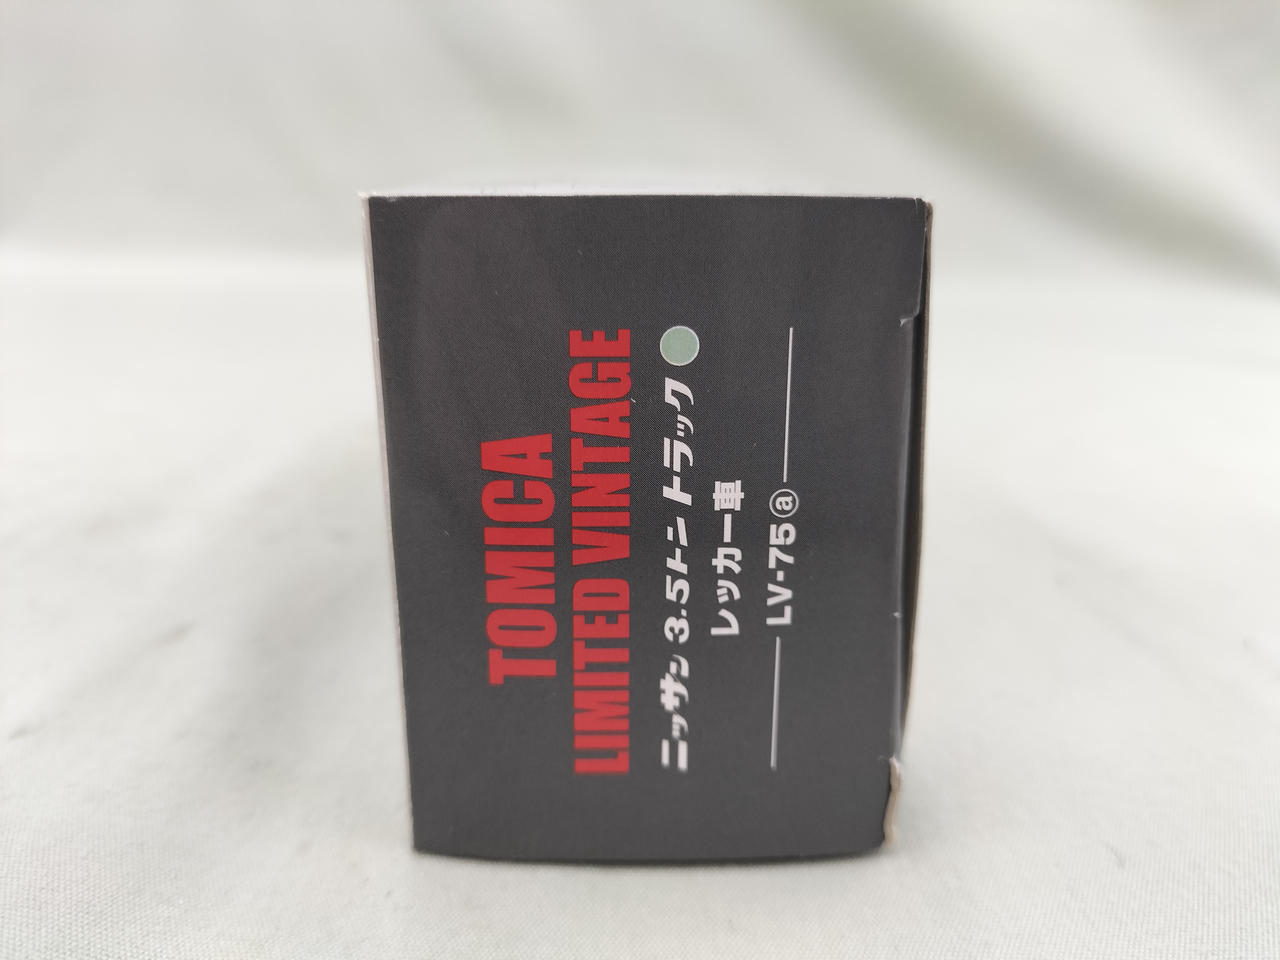 TOMICA
LIMITED VINTAGE
ニッサン 3.5トン トラック
レッカー車
LV-75ⓐ